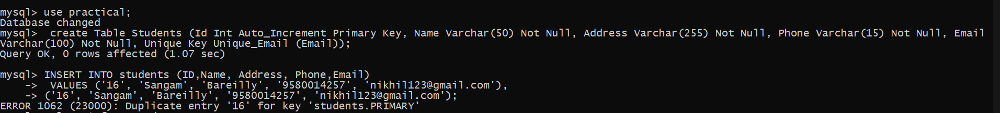 mysql> use practical;
Database changed
mysql>  create Table Students (Id Int Auto_Increment Primary Key, Name Varchar(50) Not Null, Address Varchar(255) Not Null, Phone Varchar(15) Not Null, Email
Varchar(100) Not Null, Unique Key Unique_Email (Email));
Query OK, 0 rows affected (1.07 sec)

mysql> INSERT INTO students (ID,Name, Address, Phone,Email)
    ->  VALUES ('16', 'Sangam', 'Bareilly', '9580014257', 'nikhil123@gmail.com'),
    -> ('16', 'Sangam', 'Bareilly', '9580014257', 'nikhil123@gmail.com');
ERROR 1062 (23000): Duplicate entry '16' for key 'students.PRIMARY'